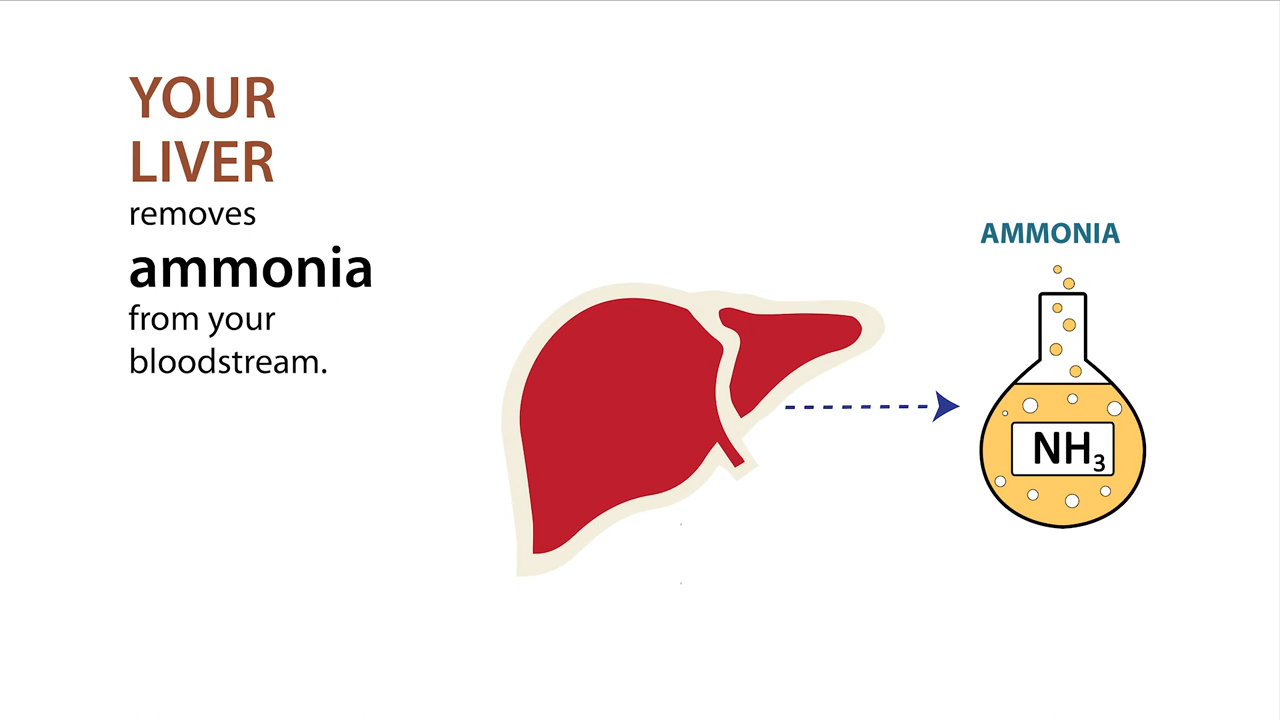 YOUR
LIVER
removes
ammonia
from your
bloodstream.
AMMONIA
NH₃